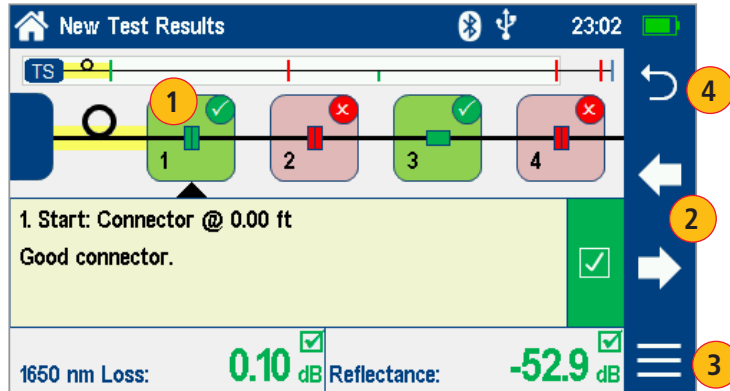 New Test Results 23:02
TS
1
4
1 2 3 4
2
1. Start: Connector @ 0.00 ft
Good connector.
1650 nm Loss: 0.10 dB Reflectance: -52.9 dB
3